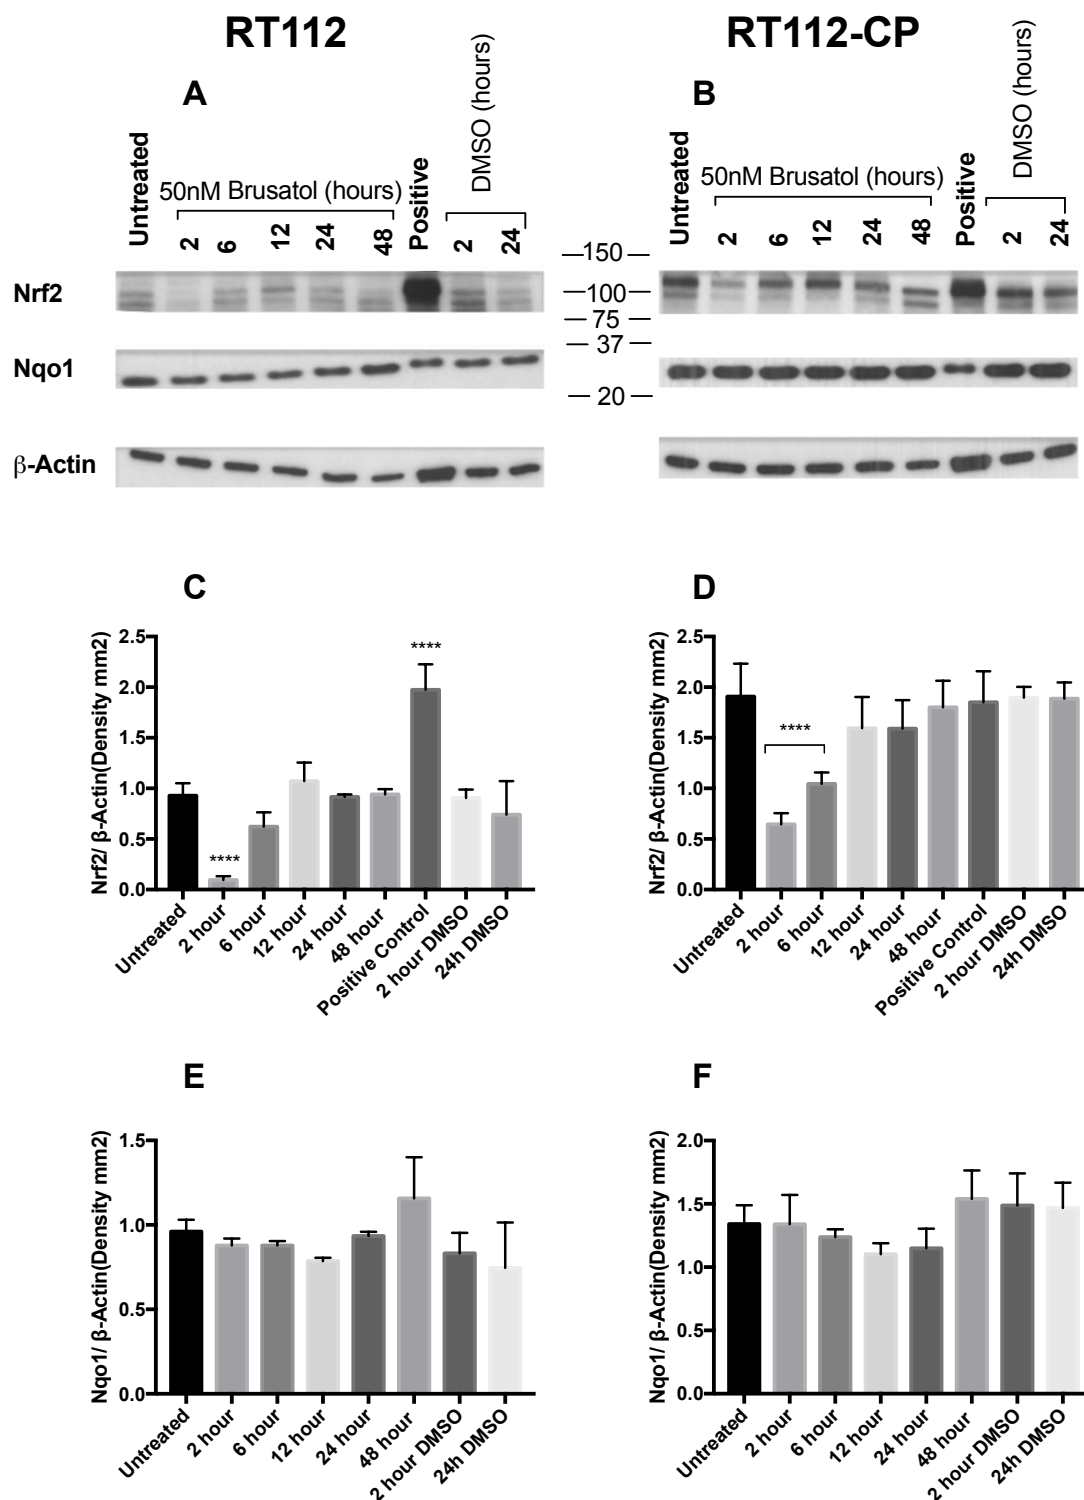 RT112
RT112-CP
A
Untreated
50nM Brusatol (hours)
2
6
12
24
48
Positive
DMSO (hours)
2
24
B
Untreated
50nM Brusatol (hours)
2
6
12
24
48
Positive
DMSO (hours)
2
24
Nrf2
Nqo1
β-Actin
150
100
75
37
20
C
Nrf2/ β-Actin(Density mm2)
2.5
2.0
1.5
1.0
0.5
0.0
****
****
Untreated
2 hour
6 hour
12 hour
24 hour
48 hour
Positive Control
2 hour DMSO
24h DMSO
D
Nrf2/ β-Actin(Density mm2)
2.5
2.0
1.5
1.0
0.5
0.0
****
Untreated
2 hour
6 hour
12 hour
24 hour
48 hour
Positive Control
2 hour DMSO
24h DMSO
E
Nqo1/ β-Actin(Density mm2)
1.5
1.0
0.5
0.0
Untreated
2 hour
6 hour
12 hour
24 hour
48 hour
2 hour DMSO
24h DMSO
F
Nqo1/ β-Actin(Density mm2)
2.0
1.5
1.0
0.5
0.0
Untreated
2 hour
6 hour
12 hour
24 hour
48 hour
2 hour DMSO
24h DMSO